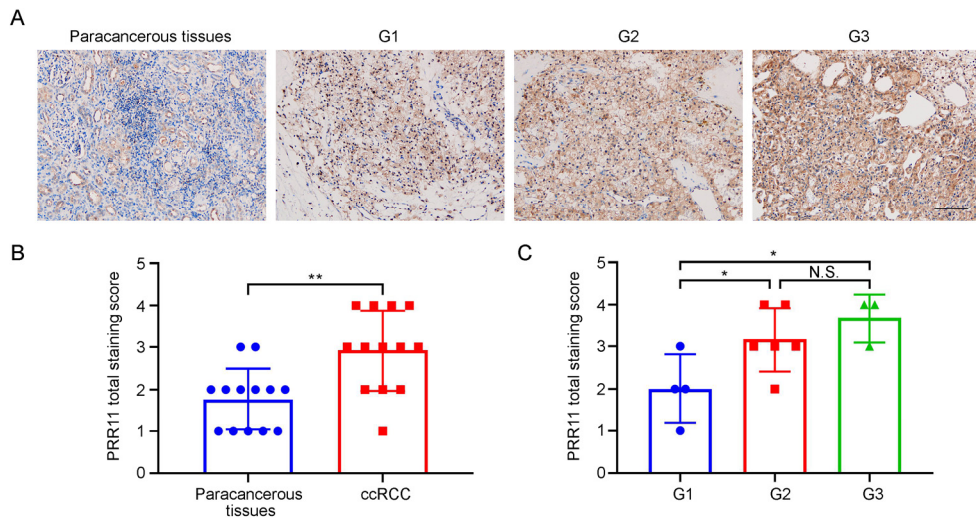 A
Paracancerous tissues
G1
G2
G3
B
C
PRR11 total staining score
5
4
3
2
1
0
**
Paracancerous
tissues
ccRCC
PRR11 total staining score
5
4
3
2
1
0
*
*
N.S.
G1
G2
G3